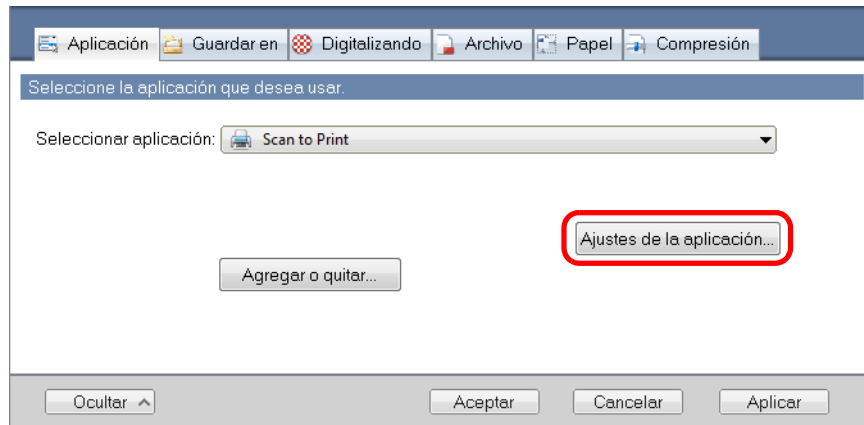 Aplicación Guardar en Digitalizando Archivo Papel Compresión
Seleccione la aplicación que desea usar.
Seleccionar aplicación: Scan to Print
Ajustes de la aplicación...
Agregar o quitar...
Ocultar Aceptar Cancelar Aplicar